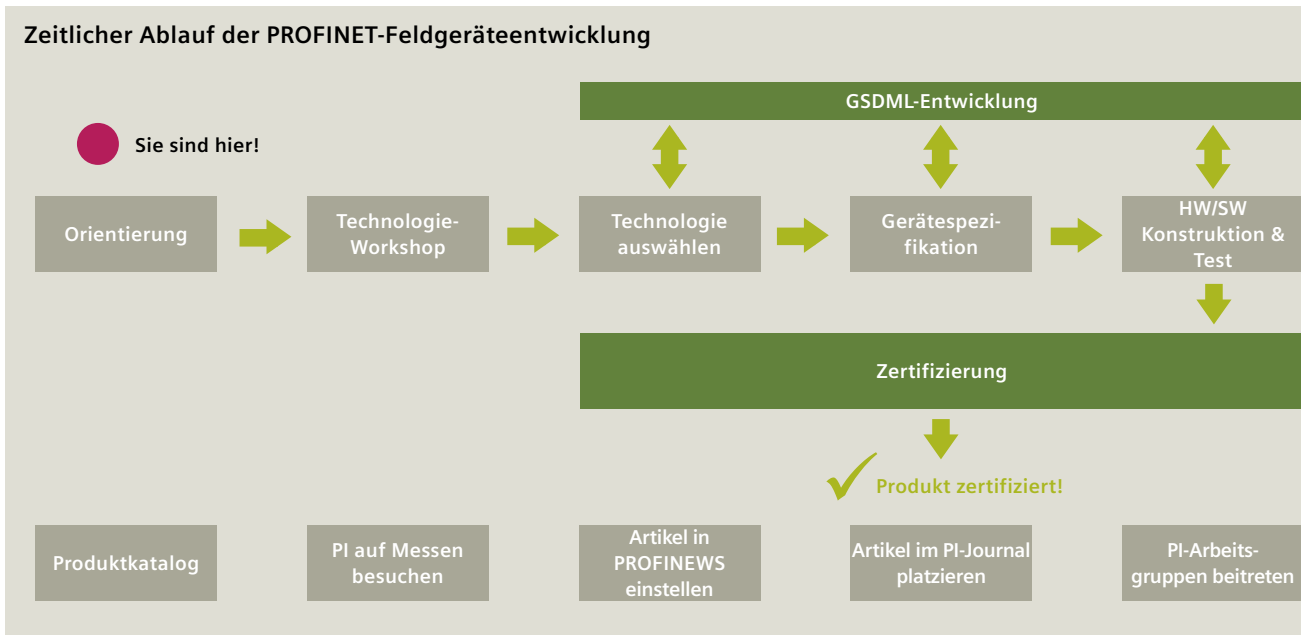 Zeitlicher Ablauf der PROFINET-Feldgeräteentwicklung
GSDML-Entwicklung
Sie sind hier!
Orientierung
Technologie-
Workshop
Technologie
auswählen
Gerätespezi-
fikation
HW/SW
Konstruktion &
Test
Zertifizierung
Produkt zertifiziert!
Produktkatalog
PI auf Messen
besuchen
Artikel in
PROFINEWS
einstellen
Artikel im PI-Journal
platzieren
PI-Arbeits-
gruppen beitreten